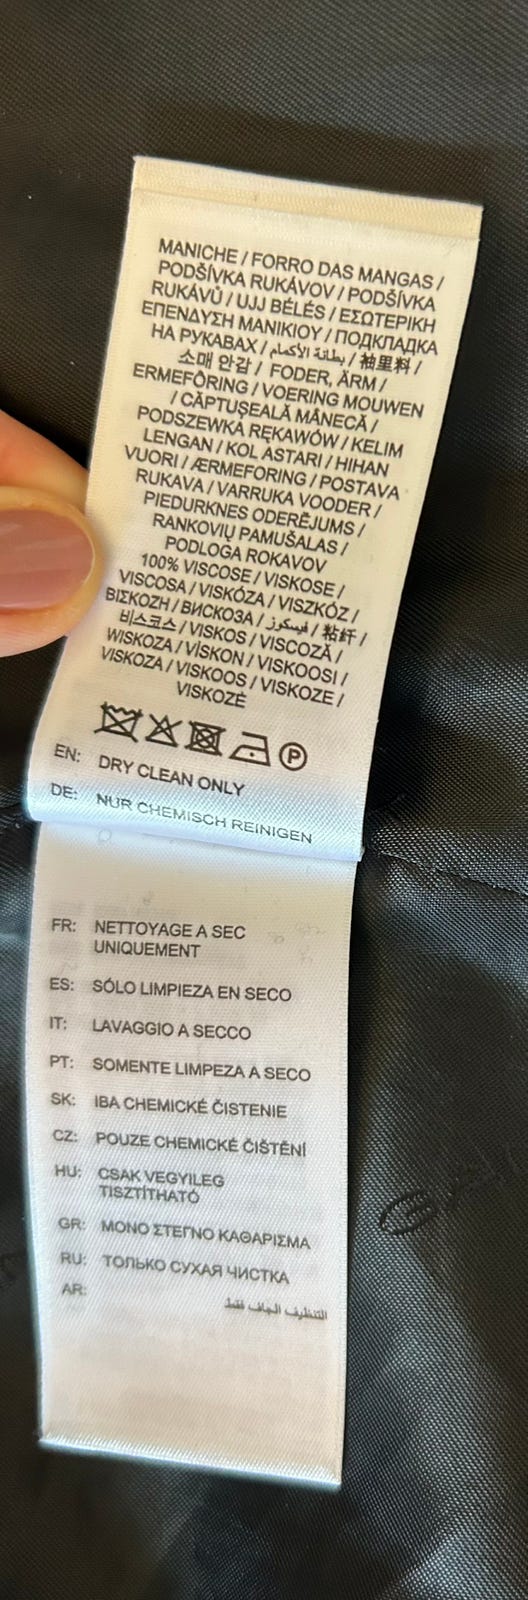 MANICHE / FORRO DAS MANGAS /
PODŠÍVKA RUKÁVOV / PODŠÍVKA
RUKÁVŮ / UJJ BÉLÉS / ΕΣΩΤΕΡΙΚΗ
ΕΠΕΝΔΥΣΗ ΜΑΝΙΚΙΟΥ / ПОДКЛАДКА
НА РУКАВАХ / بطانة الأكمام / 袖里料 /
소매 안감 / FODER, ÄRM /
ERMEFÔRING / VOERING MOUWEN
/ CĂPTUȘEALĂ MÂNECĂ /
PODSZEWKA RĘKAWÓW / KELIM
LENGAN / KOL ASTARI / HIHAN
VUORI / ÆRMEFORING / POSTAVA
RUKAVA / VARRUKA VOODER /
PIEDURKNES ODERĒJUMS /
RANKOVIŲ PAMUŠALAS /
PODLOGA ROKAVOV
100% VISCOSE / VISKOSE /
VISCOSA / VISKÓZA / VISZKÓZ /
ΒΙΣΚΟΖΗ / ВИСКОЗА / فيسكوز / 粘纤 /
비스코스 / VISKOS / VISCOZĂ /
WISKOZA / VİSKON / VISKOOSI /
VISKOZA / VISKOOS / VISKOZE /
VISKOZĖ
P
EN: DRY CLEAN ONLY
DE: NUR CHEMISCH REINIGEN
FR: NETTOYAGE A SEC
UNIQUEMENT
ES: SÓLO LIMPIEZA EN SECO
IT: LAVAGGIO A SECCO
PT: SOMENTE LIMPEZA A SECO
SK: IBA CHEMICKÉ ČISTENIE
CZ: POUZE CHEMICKÉ ČIŠTĚNÍ
HU: CSAK VEGYILEG
TISZTÍTHATÓ
GR: ΜΟΝΟ ΣΤΕΓΝΟ ΚΑΘΑΡΙΣΜΑ
RU: ТОЛЬКО СУХАЯ ЧИСТКА
AR: التنظيف الجاف فقط